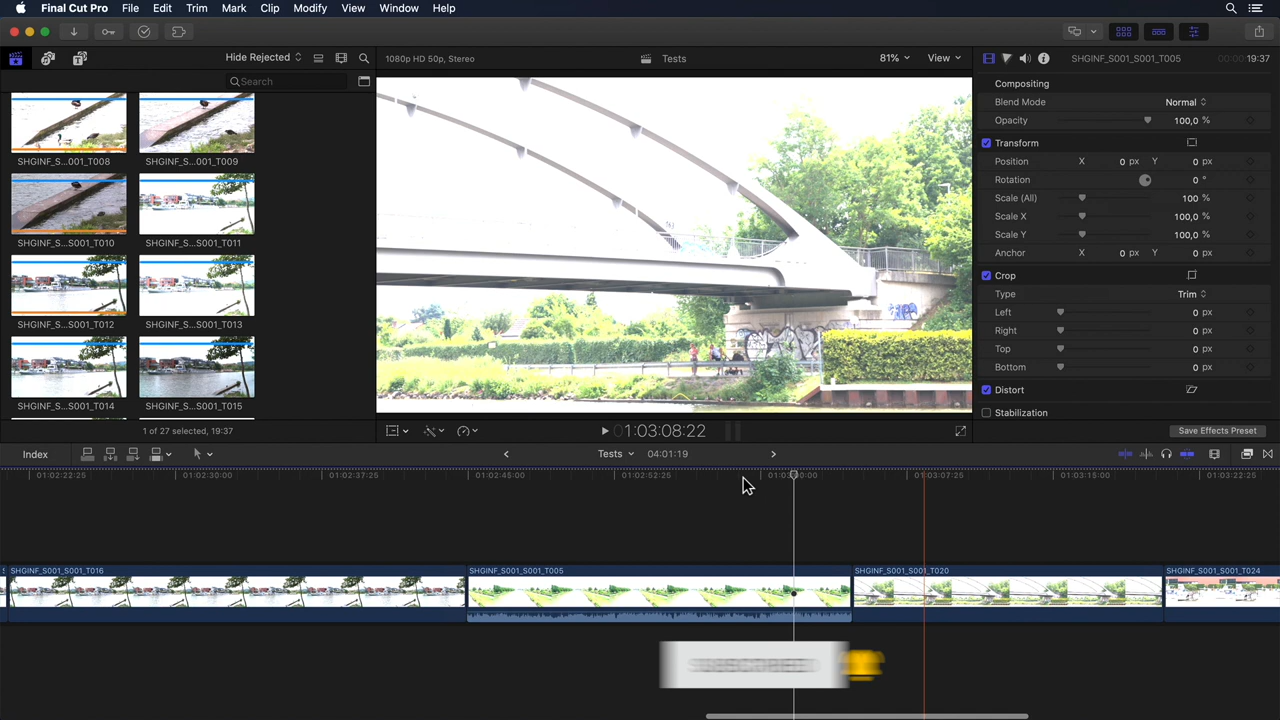 Final Cut Pro File Edit Trim Mark Clip Modify View Window Help
Hide Rejected
1080p HD 50p, Stereo
Tests
81%
View
SHGINF_S001_S001_T005
00:00 19:37
Search
SHGINF_S...001_T008
SHGINF_S...001_T009
SHGINF_S...S001_T010
SHGINF_S...S001_T011
SHGINF_S...S001_T012
SHGINF_S...S001_T013
SHGINF_S...S001_T014
SHGINF_S...S001_T015
1 of 27 selected, 19:37
Compositing
Blend Mode Normal
Opacity 100,0 %
Transform
Position X 0 px Y 0 px
Rotation 0 °
Scale (All) 100 %
Scale X 100,0 %
Scale Y 100,0 %
Anchor X 0 px Y 0 px
Crop
Type Trim
Left 0 px
Right 0 px
Top 0 px
Bottom 0 px
Distort
Stabilization
Save Effects Preset
01:03:08:22
Index
Tests
04:01:19
01:02:22:25 01:02:30:00 01:02:37:25 01:02:45:00 01:02:52:25 01:03:07:25 01:03:15:00 01:03:22:25
SHGINF_S001_S001_T016
SHGINF_S001_S001_T005
SHGINF_S001_S001_T020
SHGINF_S001_S001_T024